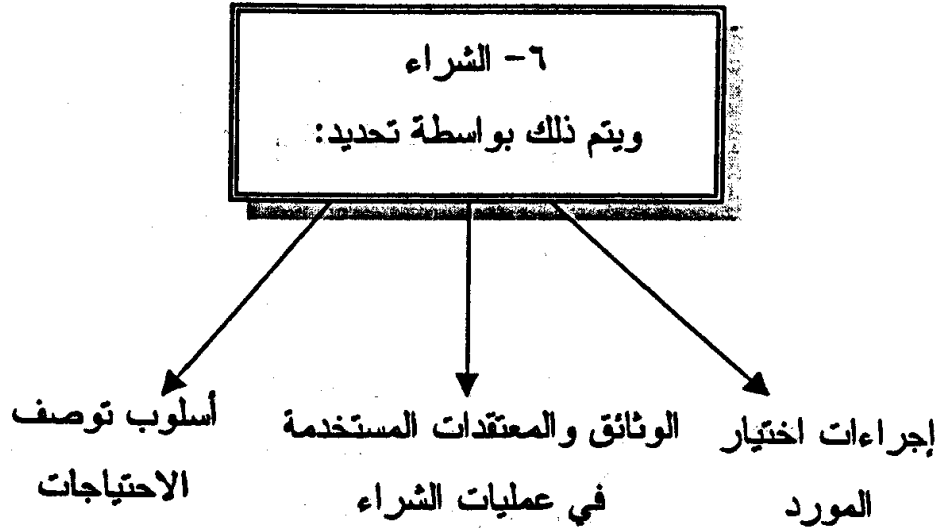 ٦- الشراء
ويتم ذلك بواسطة تحديد:
إجراءات اختيار
المورد
الوثائق والمعتقدات المستخدمة
في عمليات الشراء
أسلوب توصف
الاحتياجات